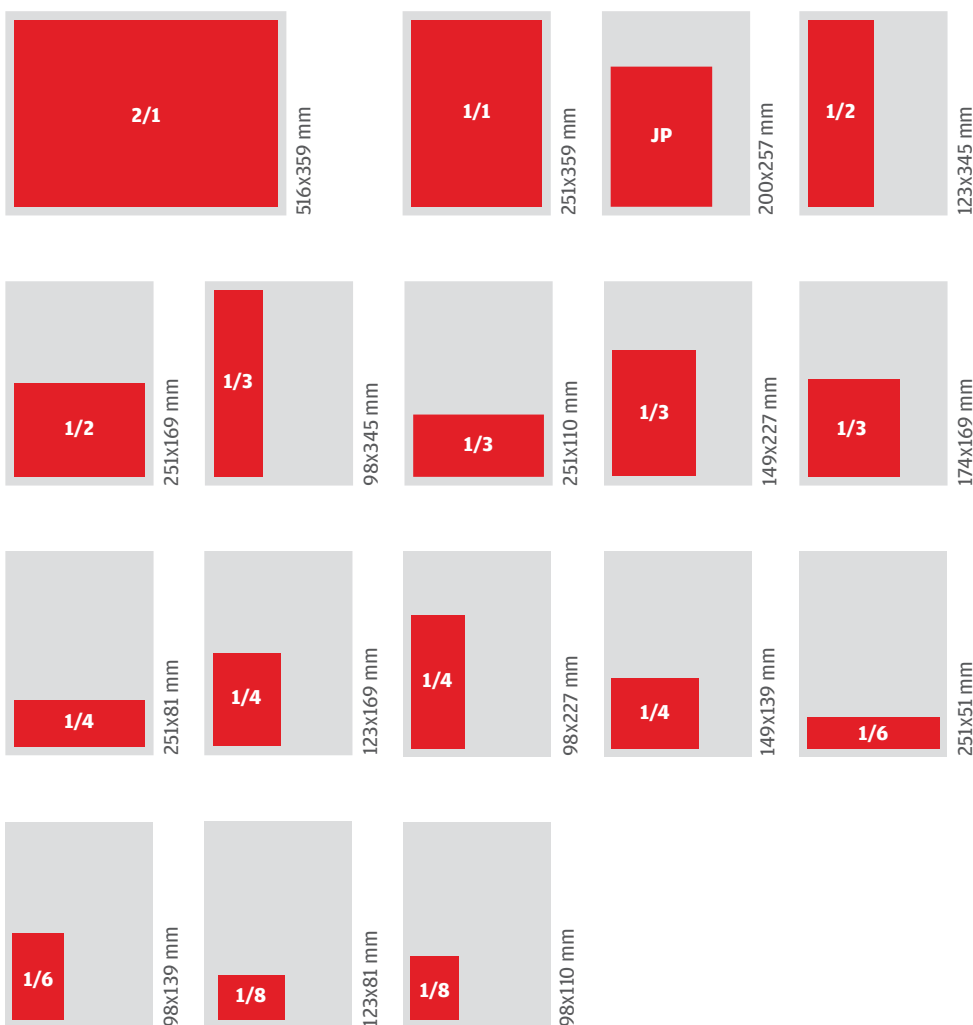 2/1
516x359 mm
1/1
251x359 mm
JP
200x257 mm
1/2
123x345 mm
1/2
251x169 mm
1/3
98x345 mm
1/3
251x110 mm
1/3
149x227 mm
1/3
174x169 mm
1/4
251x81 mm
1/4
123x169 mm
1/4
98x227 mm
1/4
149x139 mm
1/6
251x51 mm
1/6
98x139 mm
1/8
123x81 mm
1/8
98x110 mm